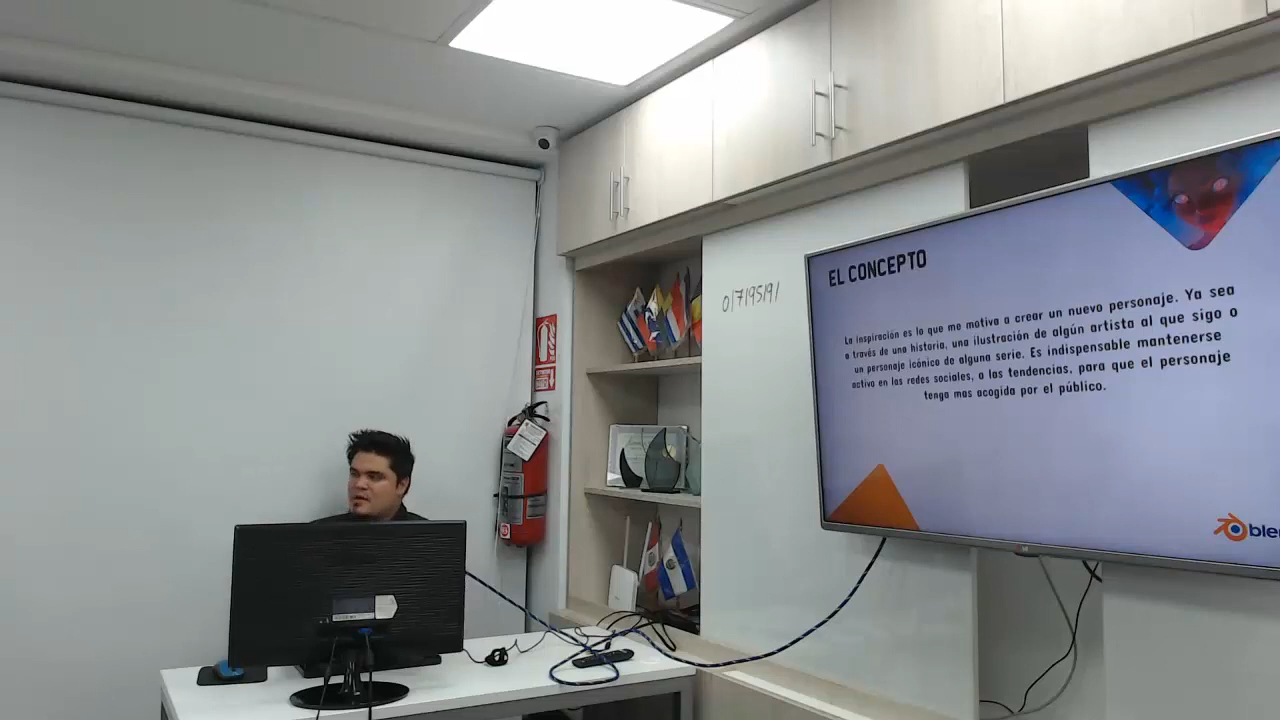 EL CONCEPTO
La inspiración es lo que me motiva a crear un nuevo personaje. Ya sea
a través de una historia, una ilustración de algún artista al que sigo o
un personaje icónico de alguna serie. Es indispensable mantenerse
activo en las redes sociales, a las tendencias, para que el personaje
tenga mas acogida por el público.